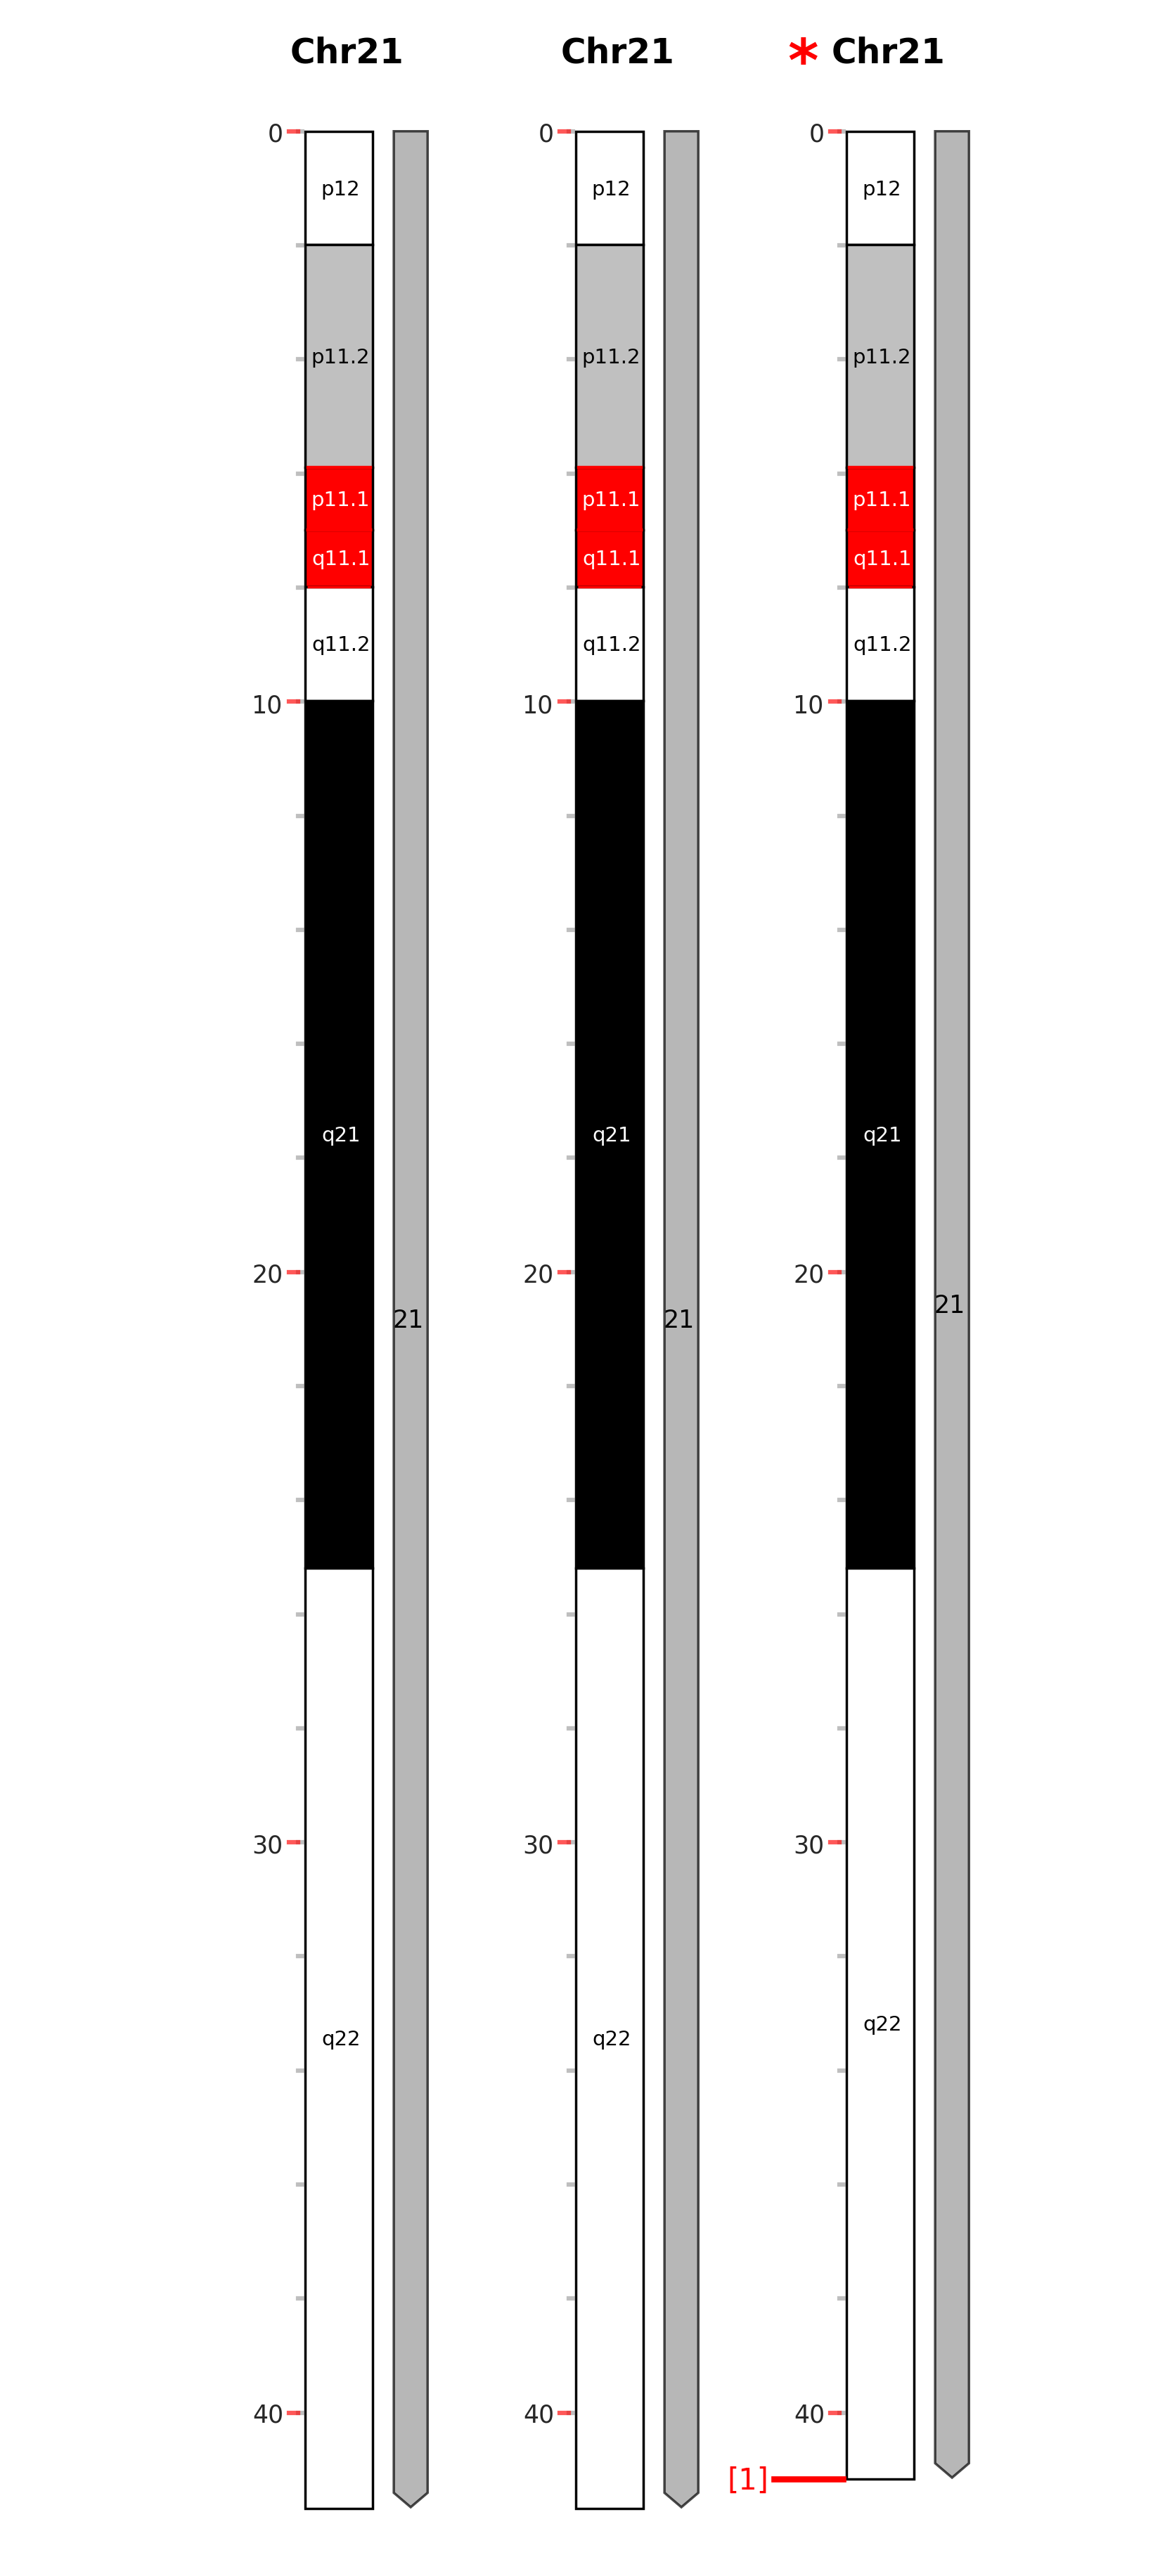 Chr21 Chr21 * Chr21
0 0 0
p12 p12 p12
p11.2 p11.2 p11.2
p11.1 p11.1 p11.1
q11.1 q11.1 q11.1
q11.2 q11.2 q11.2
10 10 10
q21 q21 q21
20 20 20
21 21 21
30 30 30
q22 q22 q22
40 40 40
[1]